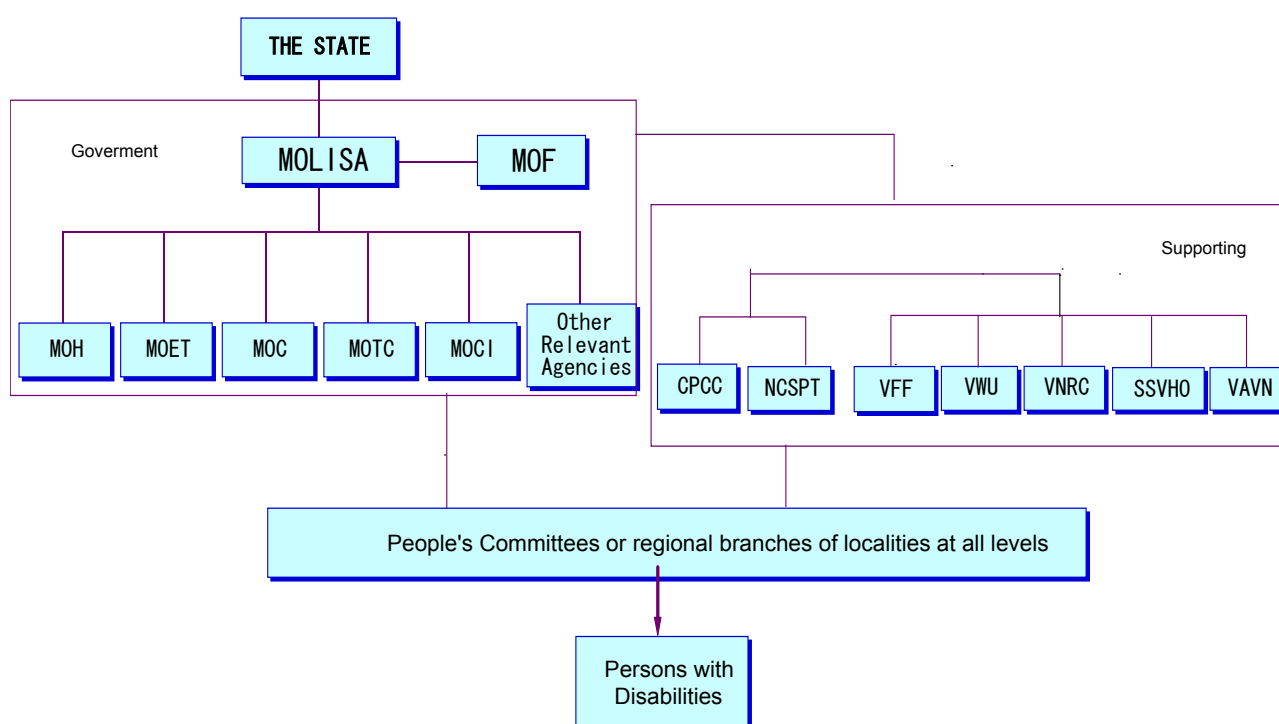 THE STATE
Goverment
MOLISA
MOF
Supporting
MOH
MOET
MOC
MOTC
MOCI
Other
Relevant
Agencies
CPCC
NCSPT
VFF
VWU
VNRC
SSVHO
VAVN
People's Committees or regional branches of localities at all levels
Persons with
Disabilities